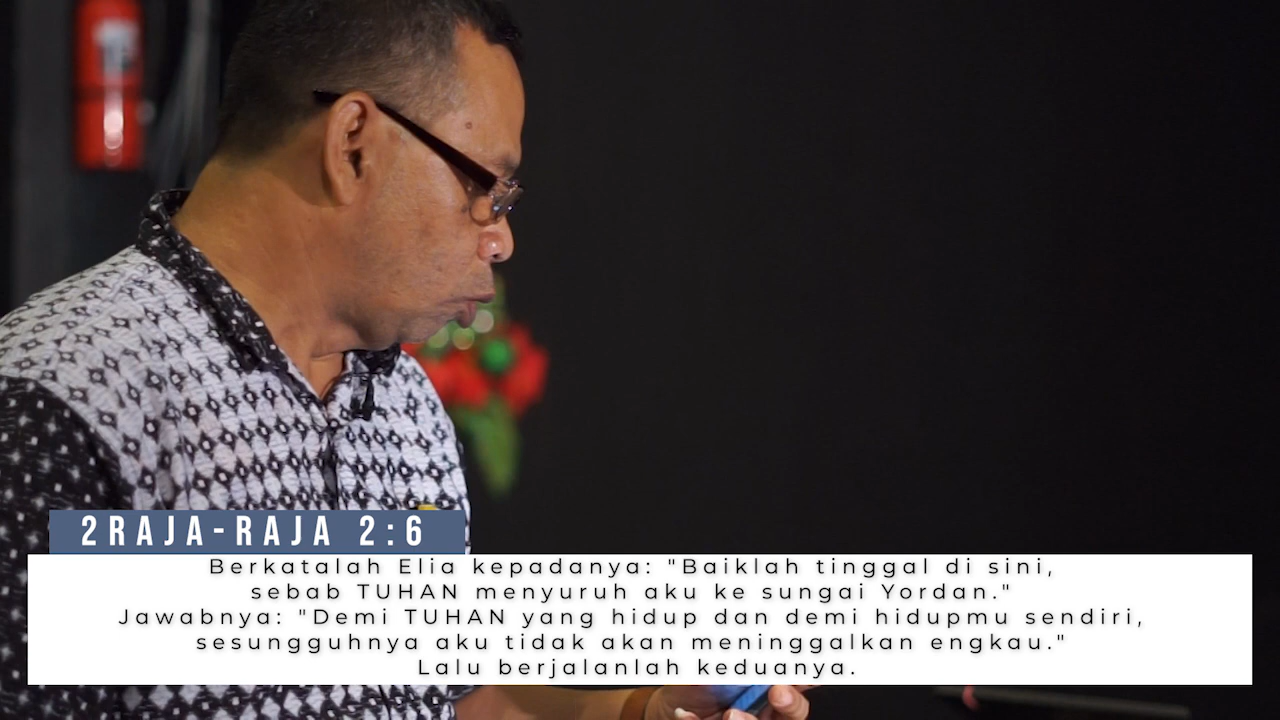 2RAJA-RAJA 2:6
Berkatalah Elia kepadanya: "Baiklah tinggal di sini,
sebab TUHAN menyuruh aku ke sungai Yordan."
Jawabnya: "Demi TUHAN yang hidup dan demi hidupmu sendiri,
sesungguhnya aku tidak akan meninggalkan engkau."
Lalu berjalanlah keduanya.